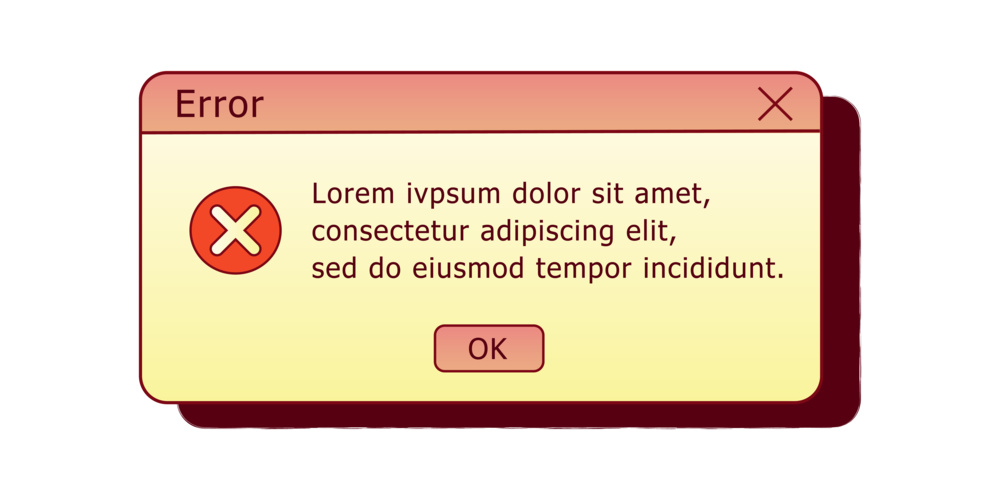 Error
Lorem ivpsum dolor sit amet,
consectetur adipiscing elit,
sed do eiusmod tempor incididunt.
OK